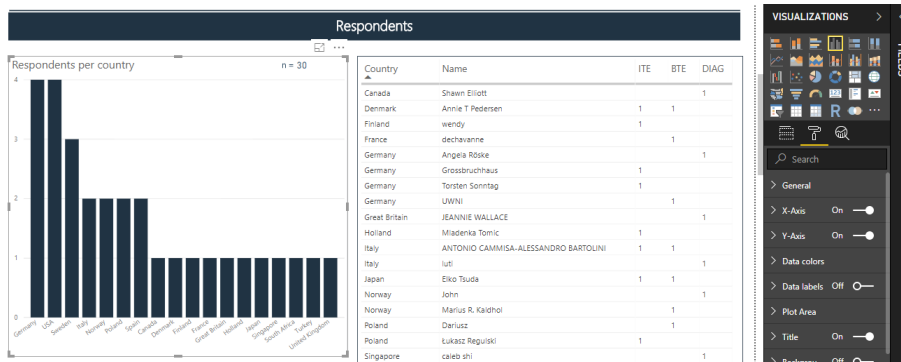 Respondents
Respondents per country
n = 30
4
3
2
1
0
Germany
USA
Sweden
Italy
Norway
Poland
Spain
Canada
Denmark
Finland
France
Great Britain
Holland
Japan
Singapore
South Africa
Turkey
United Kingdom
Country Name ITE BTE DIAG
Canada Shawn Elliott 1
Denmark Annie T Pedersen 1 1
Finland wendy 1
France dechavanne 1
Germany Angela Röske 1
Germany Grossbruchhaus 1
Germany Torsten Sonntag 1
Germany UWNI 1
Great Britain JEANNIE WALLACE 1
Holland Mladenka Tomic 1
Italy ANTONIO CAMMISA-ALESSANDRO BARTOLINI 1 1
Italy luti 1
Japan Eiko Tsuda 1 1
Norway John 1
Norway Marius R. Kaldhol 1
Poland Dariusz 1
Poland Łukasz Regulski 1
Singapore caleb shi 1
VISUALIZATIONS
FIELDS
R
Search
General
X-Axis On
Y-Axis On
Data colors
Data labels Off
Plot Area
Title On